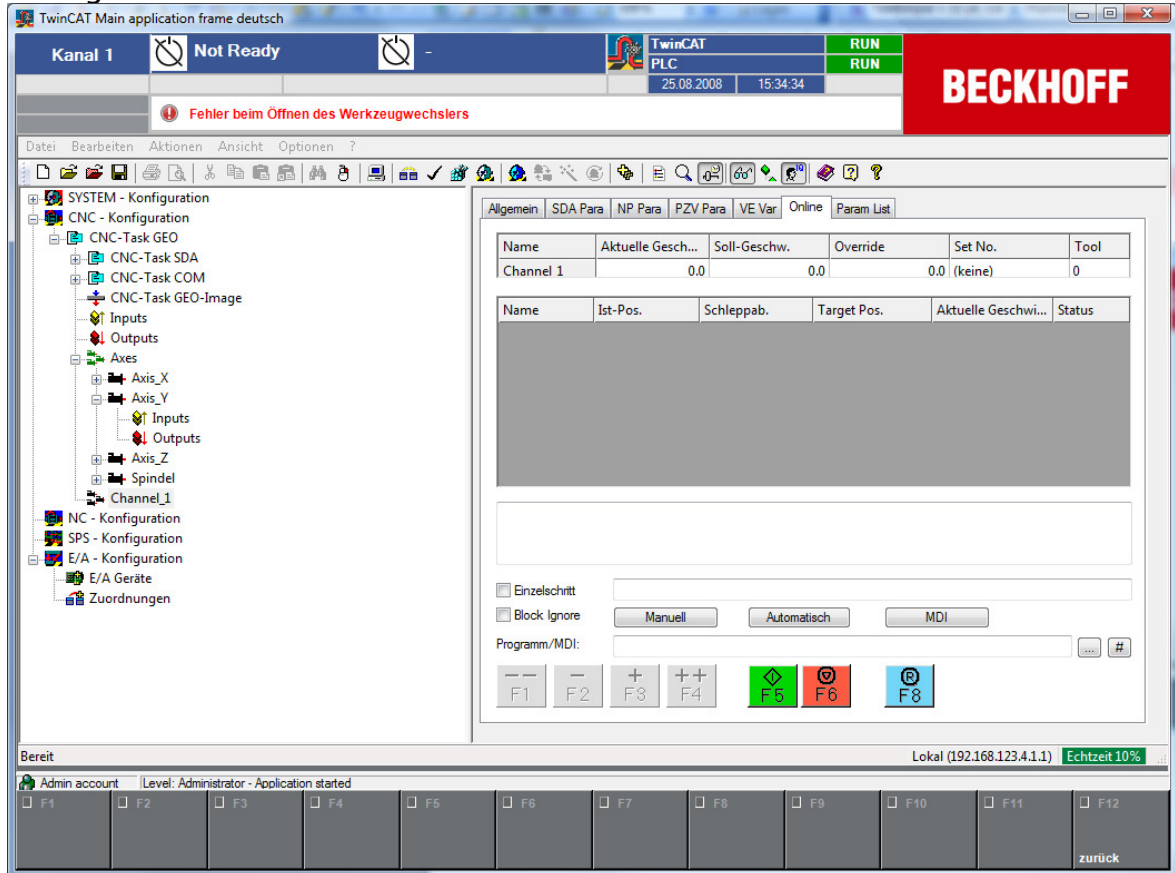 TwinCAT Main application frame deutsch
Kanal 1
Not Ready
-
TwinCAT RUN
PLC RUN
25.08.2008 15:34:34
BECKHOFF
Fehler beim Öffnen des Werkzeugwechslers
Datei Bearbeiten Aktionen Ansicht Optionen ?
SYSTEM - Konfiguration
CNC - Konfiguration
CNC-Task GEO
CNC-Task SDA
CNC-Task COM
CNC-Task GEO-Image
Inputs
Outputs
Axes
Axis_X
Axis_Y
Inputs
Outputs
Axis_Z
Spindel
Channel_1
NC - Konfiguration
SPS - Konfiguration
E/A - Konfiguration
E/A Geräte
Zuordnungen
Allgemein SDA Para NP Para PZV Para VE Var Online Param List
Name Aktuelle Gesch... Soll-Geschw. Override Set No. Tool
Channel 1 0.0 0.0 0.0 (keine) 0
Name Ist-Pos. Schleppab. Target Pos. Aktuelle Geschwi... Status
Einzelschritt
Block Ignore Manuell Automatisch MDI
Programm/MDI: ... #
-- F1 - F2 + F3 ++ F4 F5 F6 R F8
Bereit Lokal (192.168.123.4.1.1) Echtzeit 10%
Admin account Level: Administrator - Application started
F1 F2 F3 F4 F5 F6 F7 F8 F9 F10 F11 F12
zurück